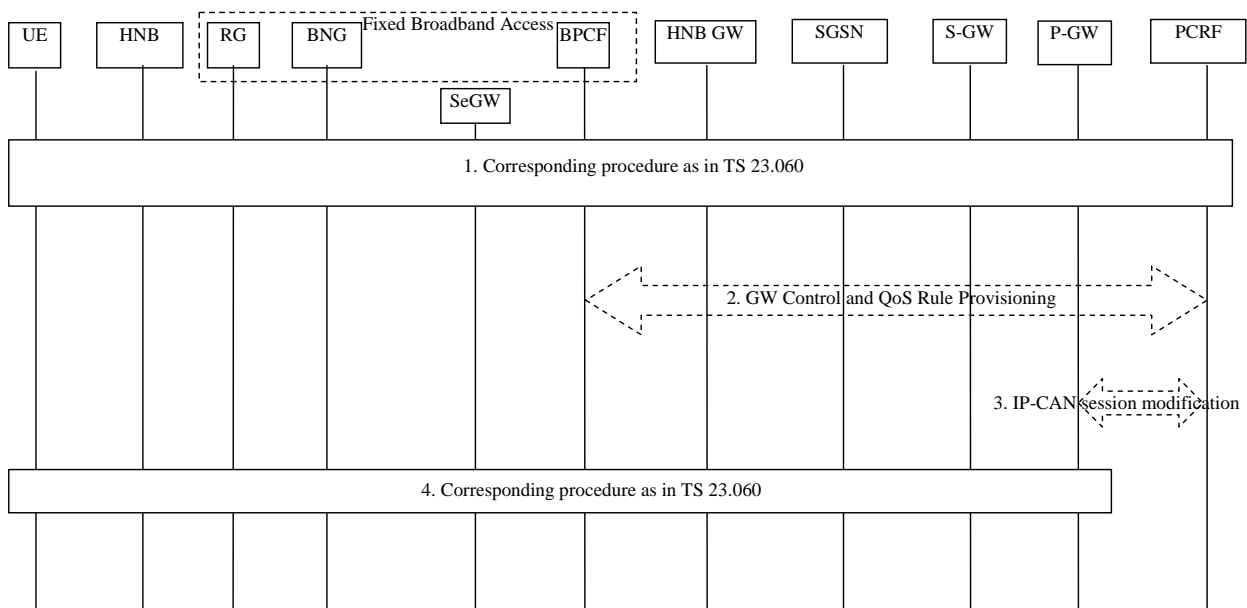 Fixed Broadband Access
UE
HNB
RG
BNG
BPCF
HNB GW
SGSN
S-GW
P-GW
PCRF
SeGW
1. Corresponding procedure as in TS 23.060
2. GW Control and QoS Rule Provisioning
3. IP-CAN session modification
4. Corresponding procedure as in TS 23.060